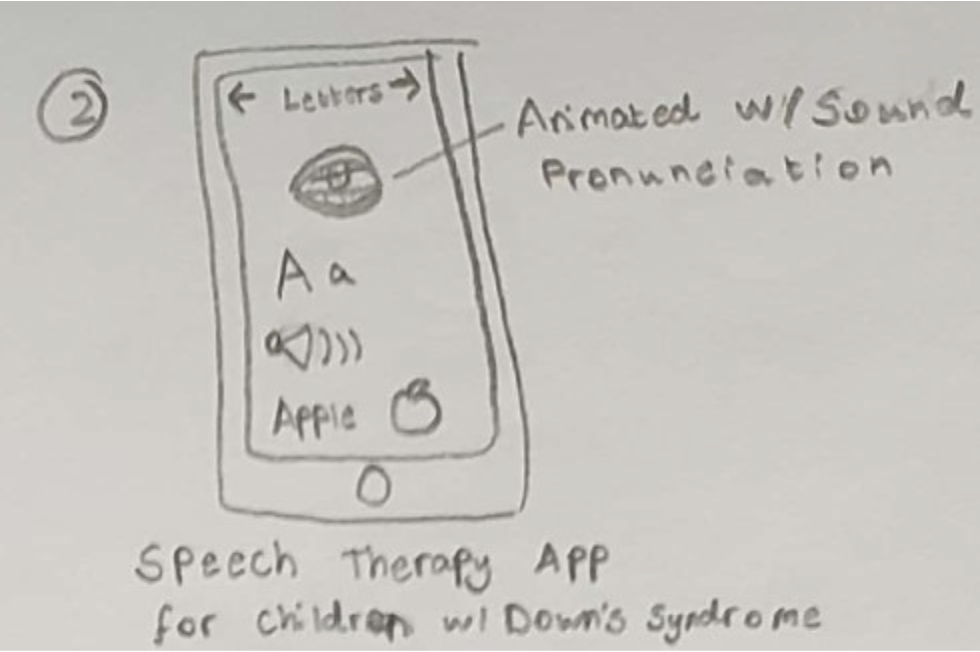 2
← Letters →
Animated w/ Sound
Pronunciation
A a
Apple
Speech Therapy App
for children w/ Down's Syndrome